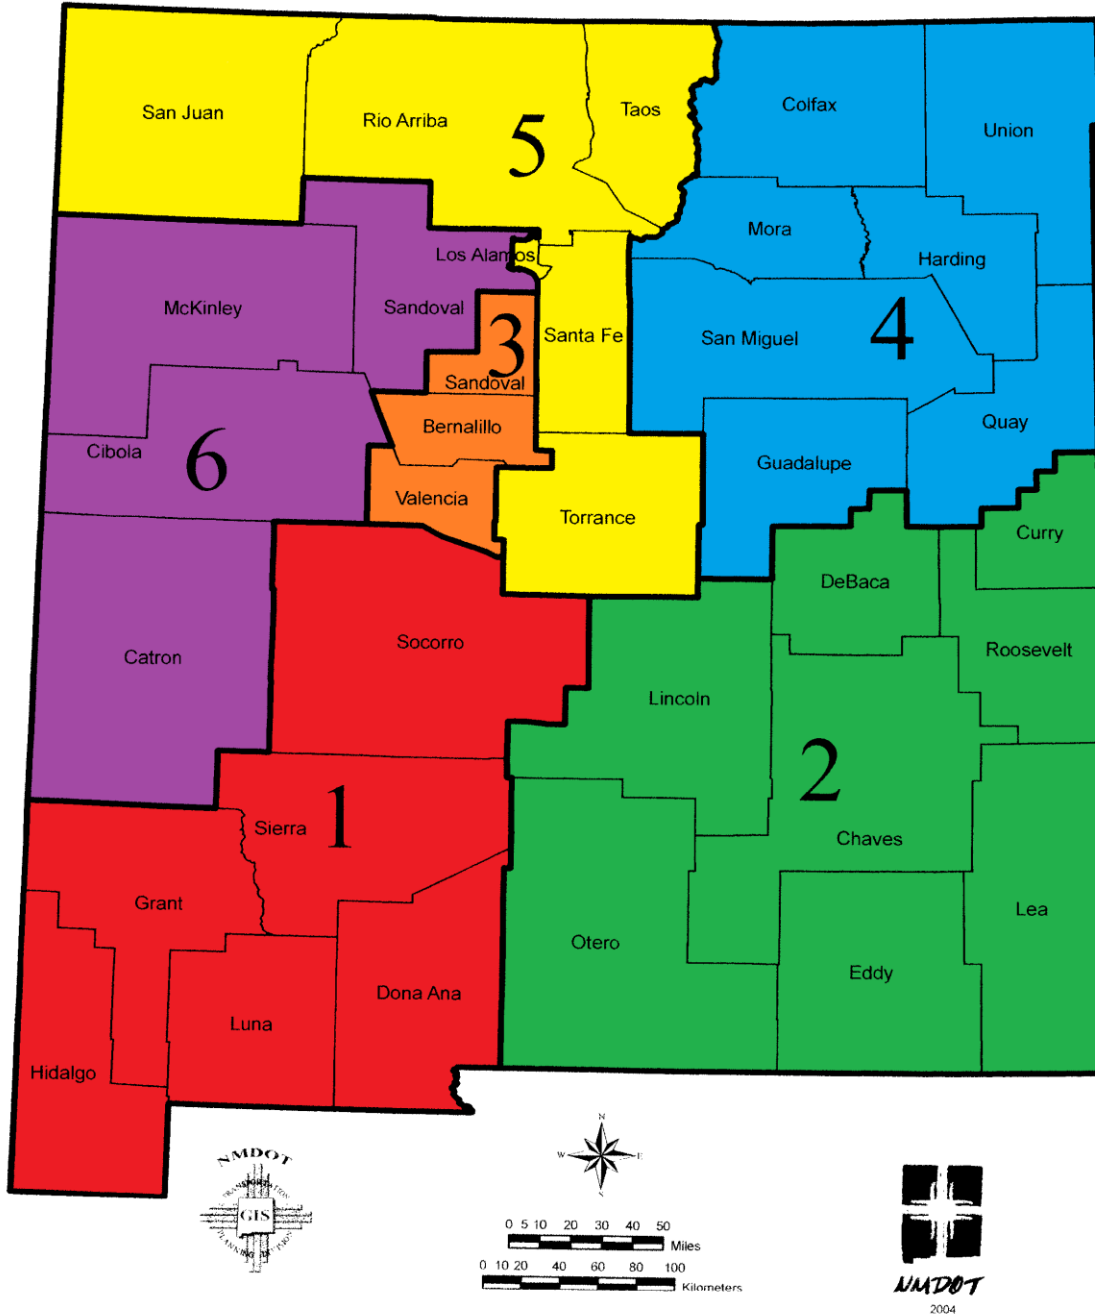 San Juan
Rio Arriba
5
Taos
Colfax
Union
Mora
Los Alamos
Harding
McKinley
Sandoval
Santa Fe
San Miguel
4
3
Sandoval
Bernalillo
Quay
Cibola
6
Guadalupe
Valencia
Torrance
Curry
DeBaca
Socorro
Roosevelt
Catron
Lincoln
2
1
Sierra
Chaves
Grant
Lea
Otero
Eddy
Dona Ana
Luna
Hidalgo
NMDOT
TRANSPORTATION
GIS
PLANNING DIVISION
N
W E
S
0 5 10 20 30 40 50
Miles
0 10 20 40 60 80 100
Kilometers
NMDOT
2004